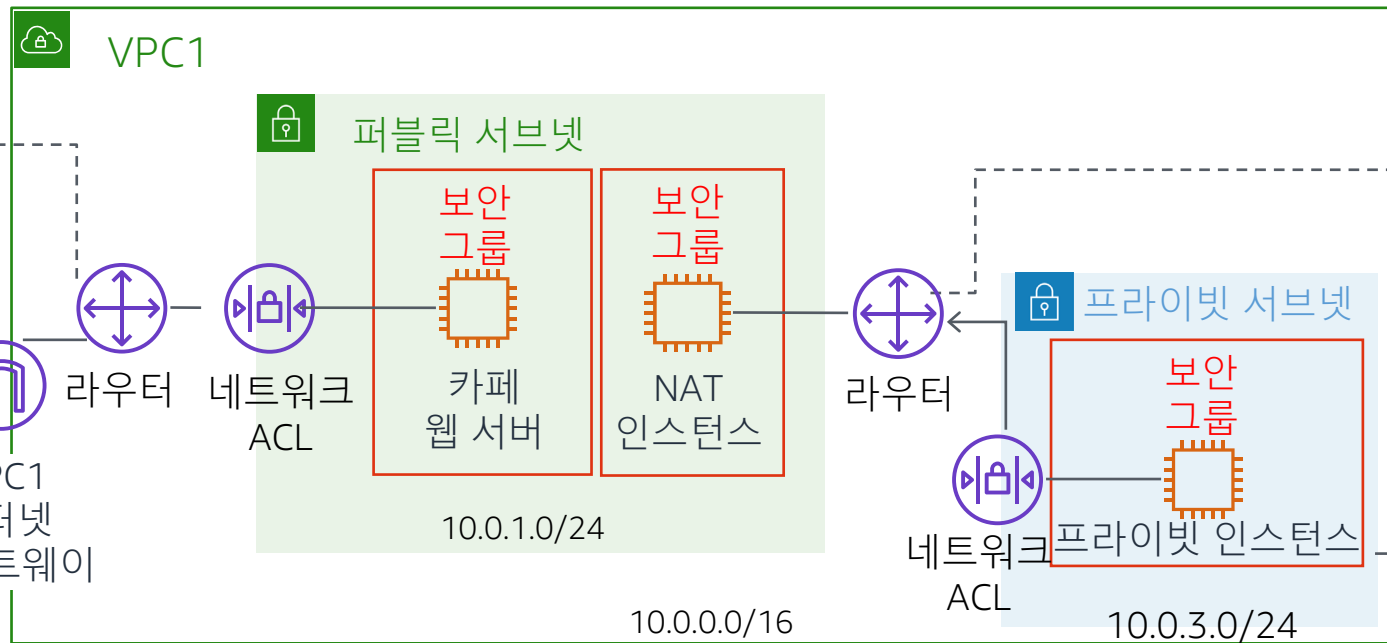 VPC1
퍼블릭 서브넷
보안
그룹
카페
웹 서버
보안
그룹
NAT
인스턴스
10.0.1.0/24
라우터
네트워크
ACL
라우터
프라이빗 서브넷
보안
그룹
프라이빗 인스턴스
네트워크
ACL
10.0.3.0/24
10.0.0.0/16